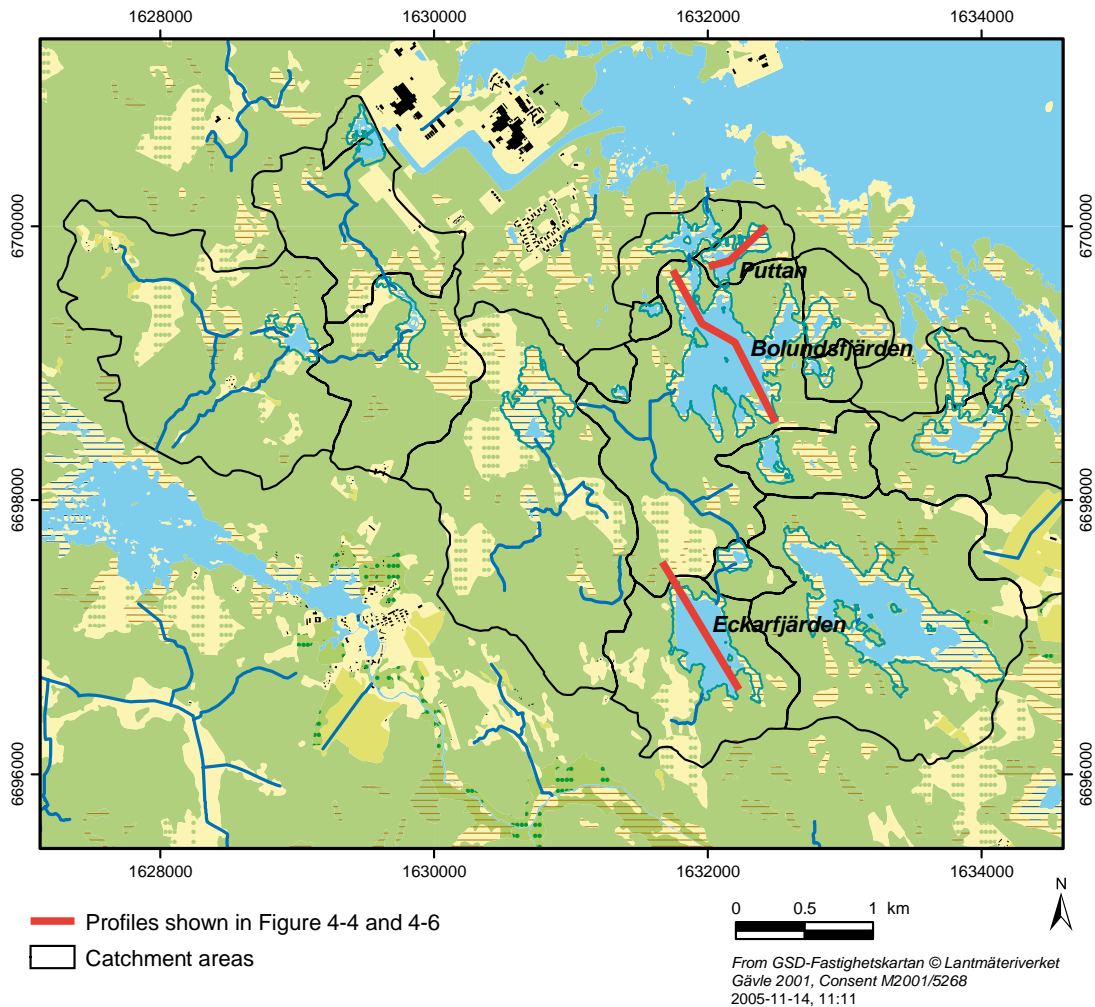 1628000 1630000 1632000 1634000
6700000 6700000
Puttan
Bolundsfjärden
6698000 6698000
Eckarfjärden
6696000 6696000
1628000 1630000 1632000 1634000
Profiles shown in Figure 4-4 and 4-6
Catchment areas
0 0.5 1 km
N
From GSD-Fastighetskartan © Lantmäteriverket
Gävle 2001, Consent M2001/5268
2005-11-14, 11:11